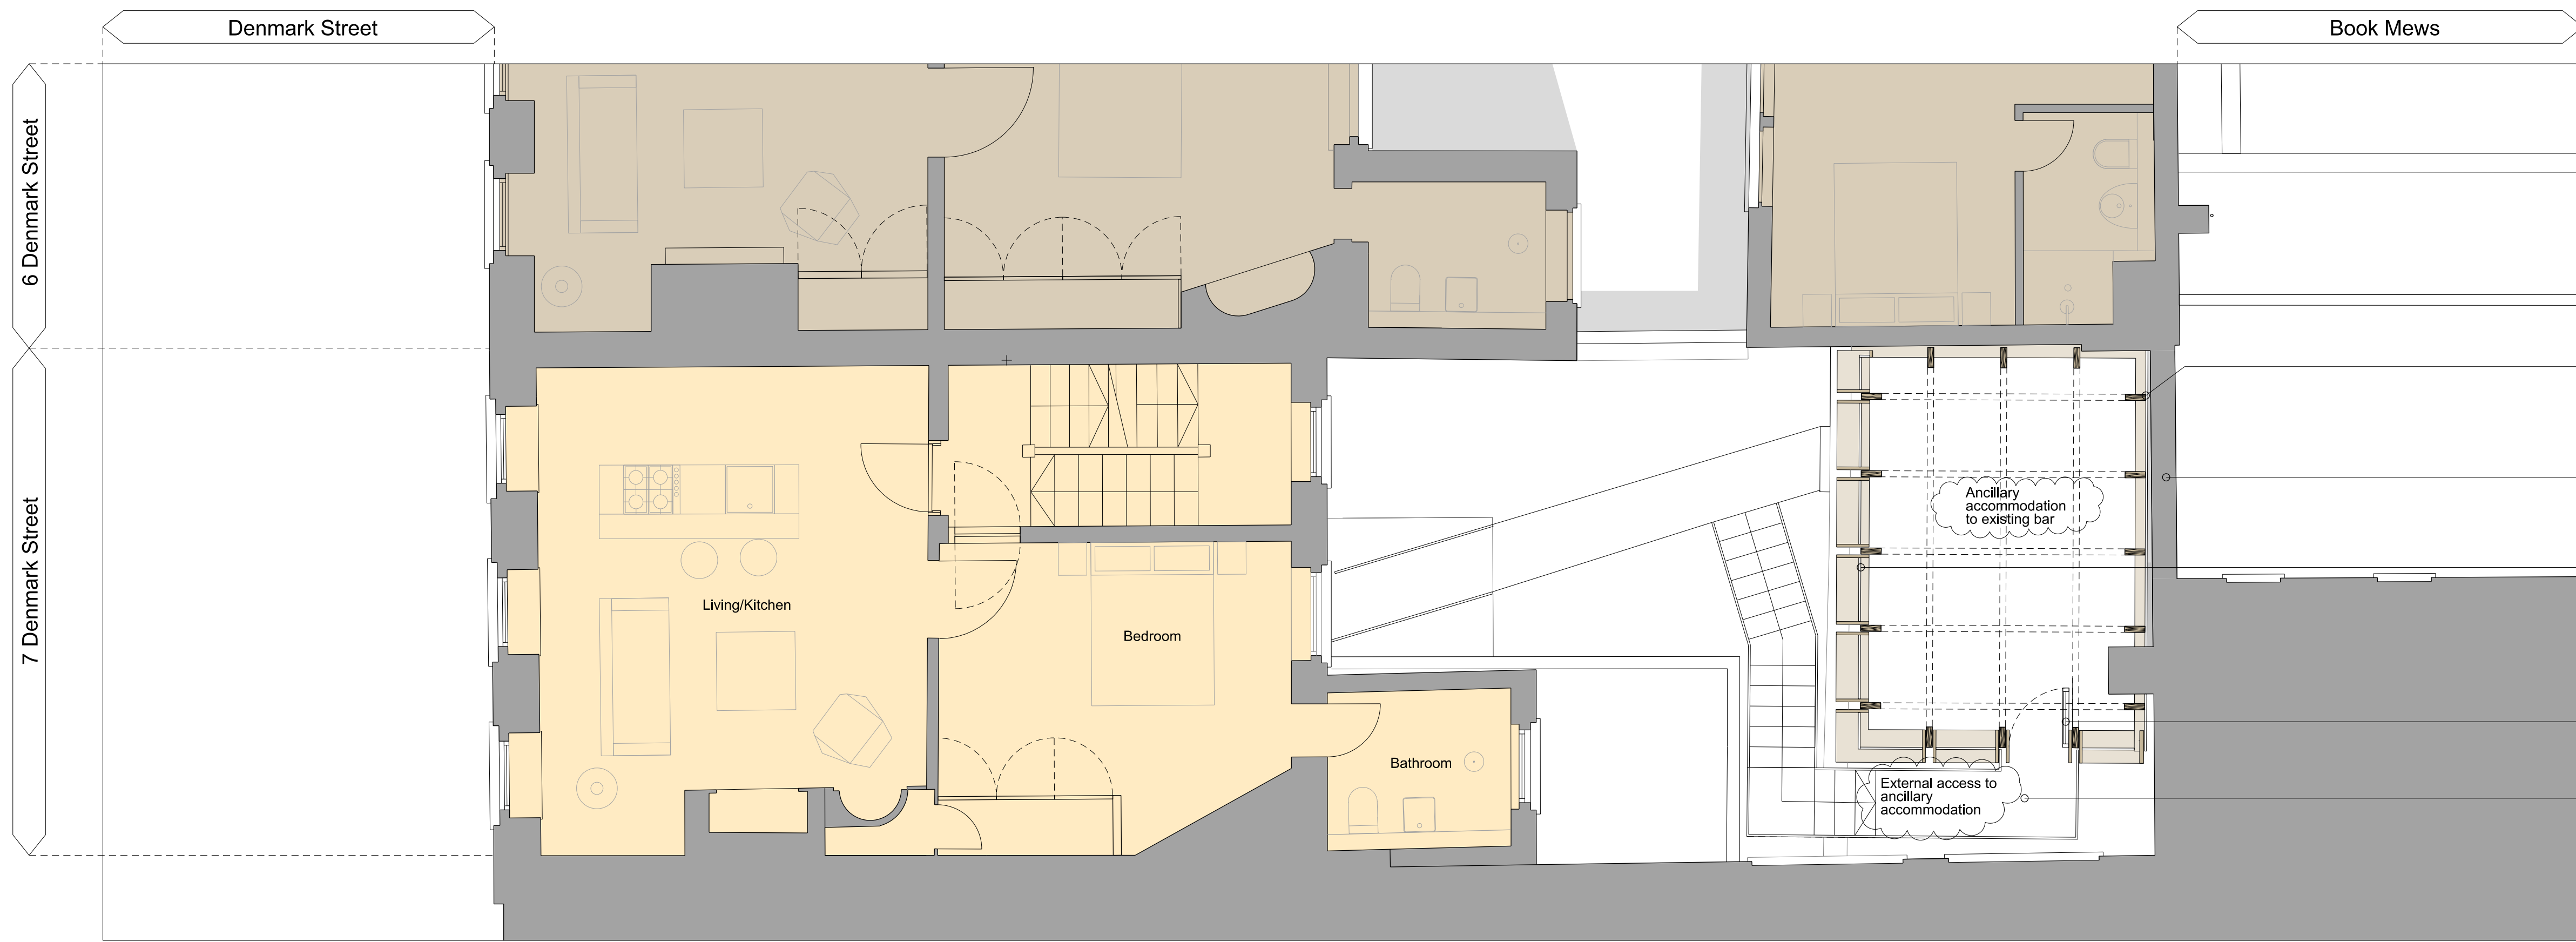 Denmark Street
Book Mews
6 Denmark Street
7 Denmark Street
Ancillary
accommodation
to existing bar
Living/Kitchen
Bedroom
Bathroom
External access to
ancillary
accommodation